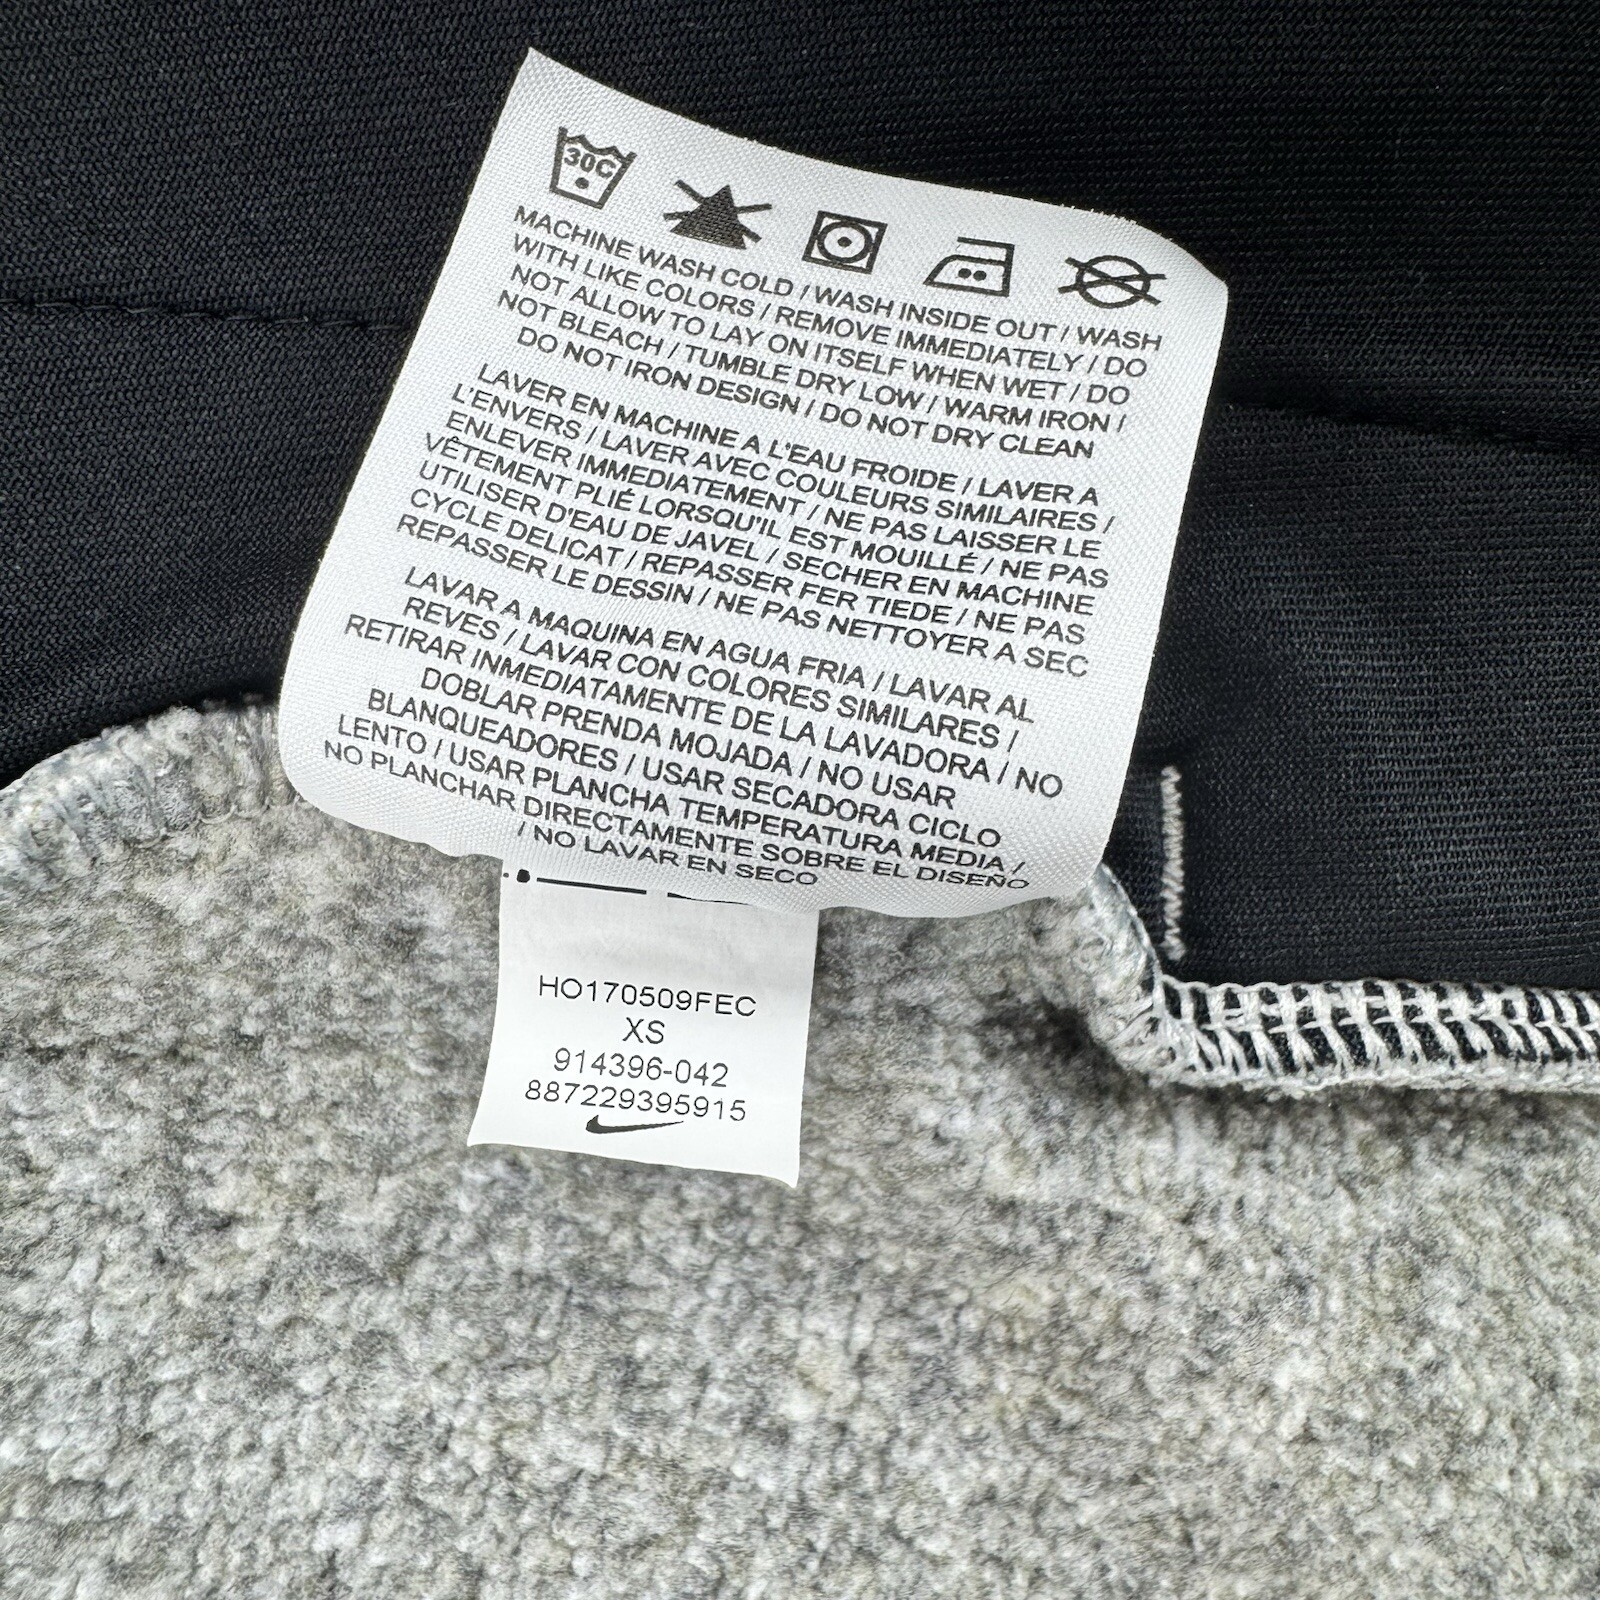 30C
MACHINE WASH COLD / WASH INSIDE OUT / WASH
WITH LIKE COLORS / REMOVE IMMEDIATELY / DO
NOT ALLOW TO LAY ON ITSELF WHEN WET / DO
NOT BLEACH / TUMBLE DRY LOW / WARM IRON /
DO NOT IRON DESIGN / DO NOT DRY CLEAN
LAVER EN MACHINE A L'EAU FROIDE / LAVER A
L'ENVERS / LAVER AVEC COULEURS SIMILAIRES /
ENLEVER IMMEDIATEMENT / NE PAS LAISSER LE
VÊTEMENT PLIÉ LORSQU'IL EST MOUILLÉ / NE PAS
UTILISER D'EAU DE JAVEL / SECHER EN MACHINE
CYCLE DELICAT / REPASSER FER TIEDE / NE PAS
REPASSER LE DESSIN / NE PAS NETTOYER A SEC
LAVAR A MAQUINA EN AGUA FRIA / LAVAR AL
REVES / LAVAR CON COLORES SIMILARES /
RETIRAR INMEDIATAMENTE DE LA LAVADORA / NO
DOBLAR PRENDA MOJADA / NO USAR
BLANQUEADORES / USAR SECADORA CICLO
LENTO / USAR PLANCHA TEMPERATURA MEDIA /
NO PLANCHAR DIRECTAMENTE SOBRE EL DISEÑO
/ NO LAVAR EN SECO
HO170509FEC
XS
914396-042
887229395915